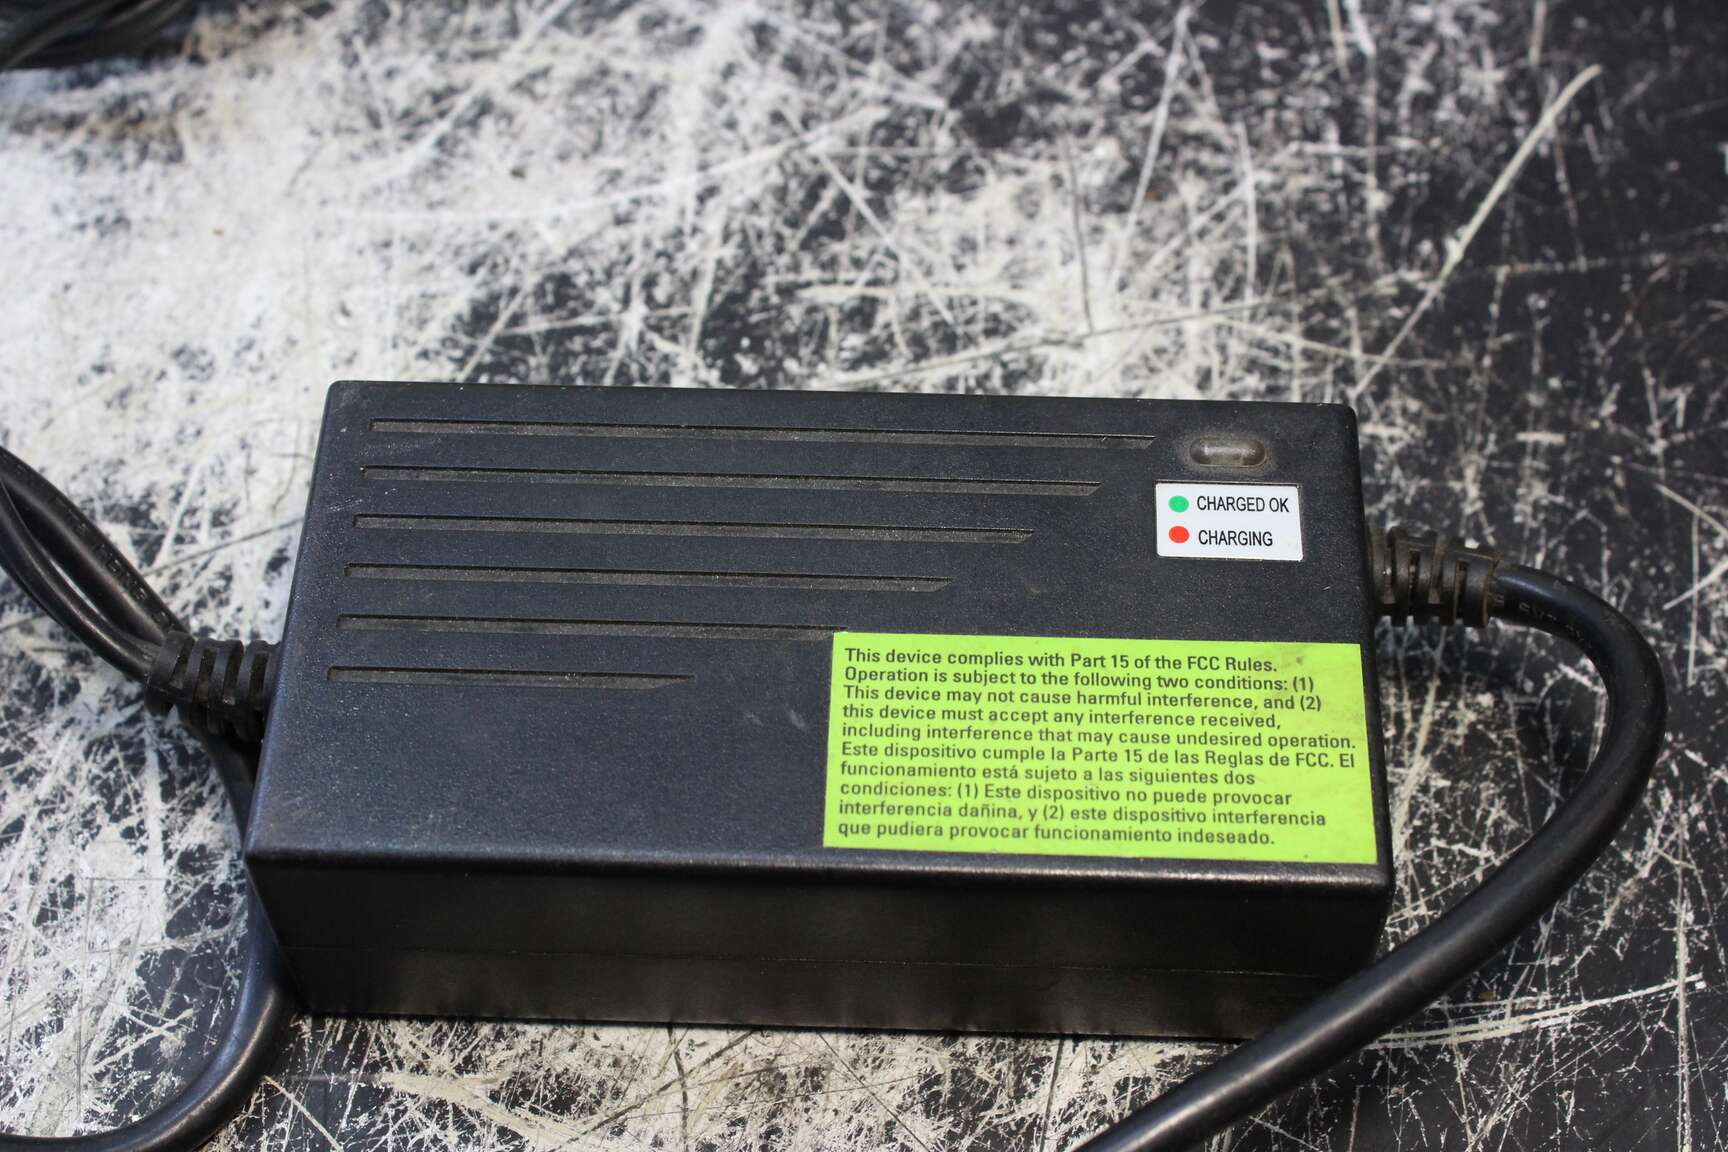 CHARGED OK
CHARGING
This device complies with Part 15 of the FCC Rules.
Operation is subject to the following two conditions: (1)
This device may not cause harmful interference, and (2)
this device must accept any interference received,
including interference that may cause undesired operation.
Este dispositivo cumple la Parte 15 de las Reglas de FCC. El
funcionamiento está sujeto a las siguientes dos
condiciones: (1) Este dispositivo no puede provocar
interferencia dañina, y (2) este dispositivo interferencia
que pudiera provocar funcionamiento indeseado.